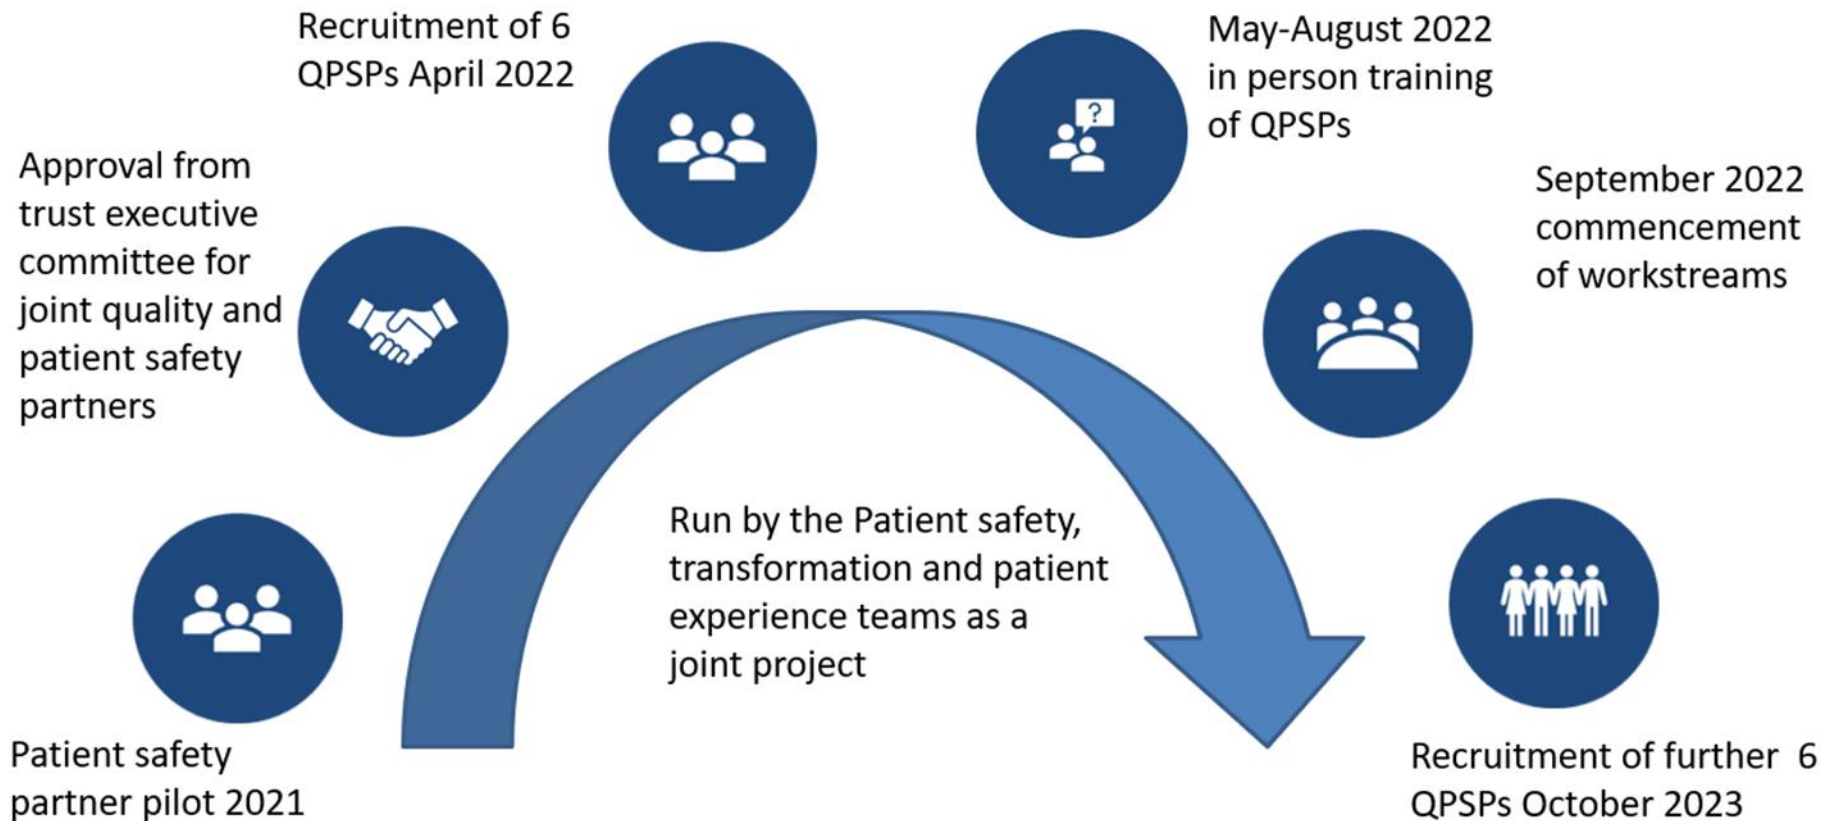 Patient safety
partner pilot 2021
Approval from
trust executive
committee for
joint quality and
patient safety
partners
Recruitment of 6
QPSPs April 2022
May-August 2022
in person training
of QPSPs
?
September 2022
commencement
of workstreams
Recruitment of further 6
QPSPs October 2023
Run by the Patient safety,
transformation and patient
experience teams as a
joint project